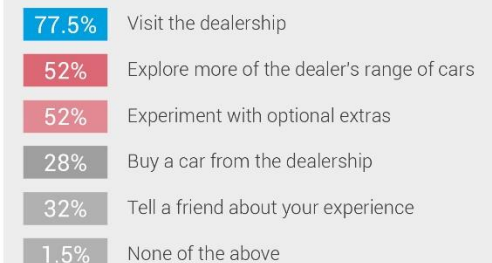 77.5% Visit the dealership
52% Explore more of the dealer's range of cars
52% Experiment with optional extras
28% Buy a car from the dealership
32% Tell a friend about your experience
1.5% None of the above